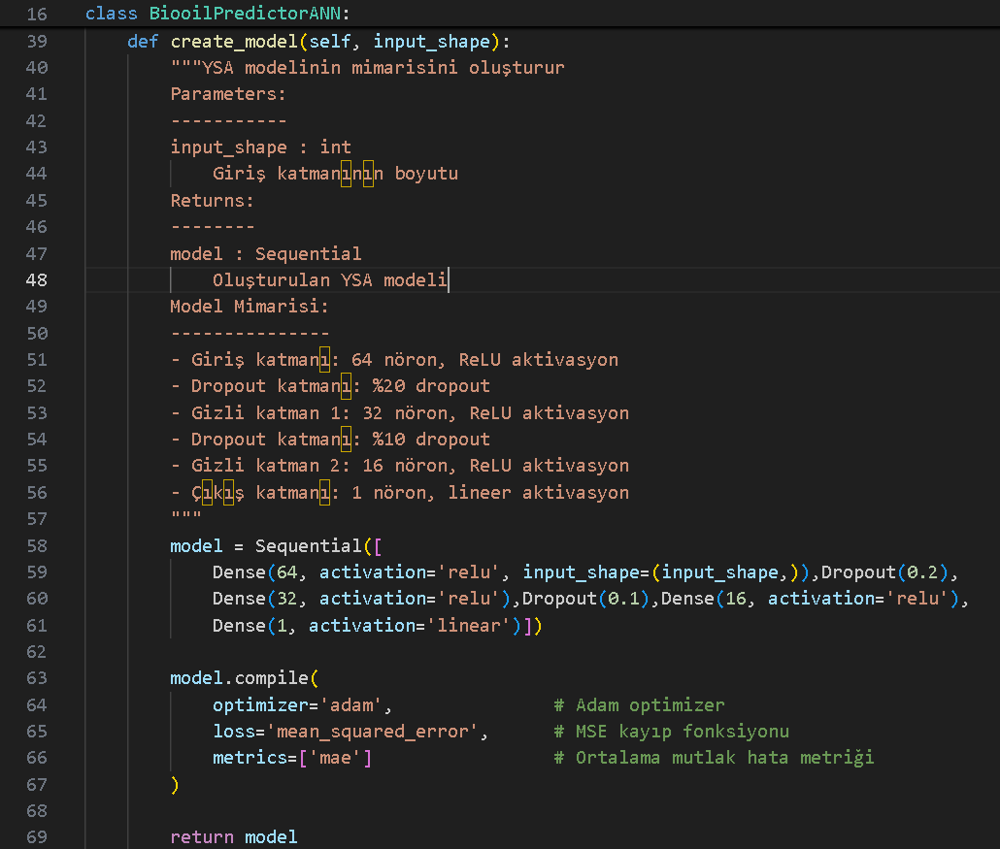 16 class BiooilPredictorANN:
39 def create_model(self, input_shape):
40 """YSA modelinin mimarisini oluşturur
41 Parameters:
42 -----------
43 input_shape : int
44 Giriş katmanının boyutu
45 Returns:
46 --------
47 model : Sequential
48 Oluşturulan YSA modeli
49 Model Mimarisi:
50 ---------------
51 - Giriş katmanı: 64 nöron, ReLU aktivasyon
52 - Dropout katmanı: %20 dropout
53 - Gizli katman 1: 32 nöron, ReLU aktivasyon
54 - Dropout katmanı: %10 dropout
55 - Gizli katman 2: 16 nöron, ReLU aktivasyon
56 - Çıkış katmanı: 1 nöron, lineer aktivasyon
57 """
58 model = Sequential([
59 Dense(64, activation='relu', input_shape=(input_shape,)),Dropout(0.2),
60 Dense(32, activation='relu'),Dropout(0.1),Dense(16, activation='relu'),
61 Dense(1, activation='linear')])
62
63 model.compile(
64 optimizer='adam', # Adam optimizer
65 loss='mean_squared_error', # MSE kayıp fonksiyonu
66 metrics=['mae'] # Ortalama mutlak hata metriği
67 )
68
69 return model